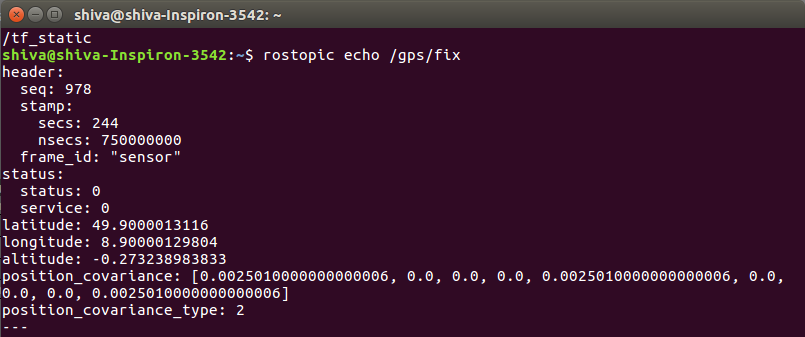 shiva@shiva-Inspiron-3542: ~
/tf_static
shiva@shiva-Inspiron-3542:~$ rostopic echo /gps/fix
header:
  seq: 978
  stamp:
    secs: 244
    nsecs: 750000000
  frame_id: "sensor"
status:
  status: 0
  service: 0
latitude: 49.9000013116
longitude: 8.90000129804
altitude: -0.273238983833
position_covariance: [0.0025010000000000006, 0.0, 0.0, 0.0, 0.0025010000000000006, 0.0,
0.0, 0.0, 0.0025010000000000006]
position_covariance_type: 2
---